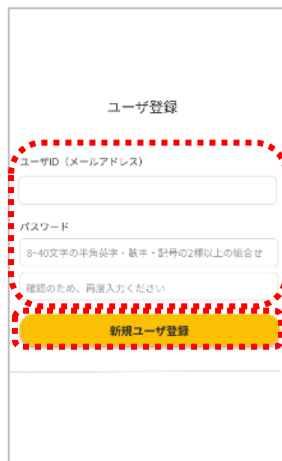 ユーザ登録
ユーザID（メールアドレス）
パスワード
8-40文字の半角英字・数字・記号の2種以上の組合せ
確認のため、再度入力ください
新規ユーザ登録